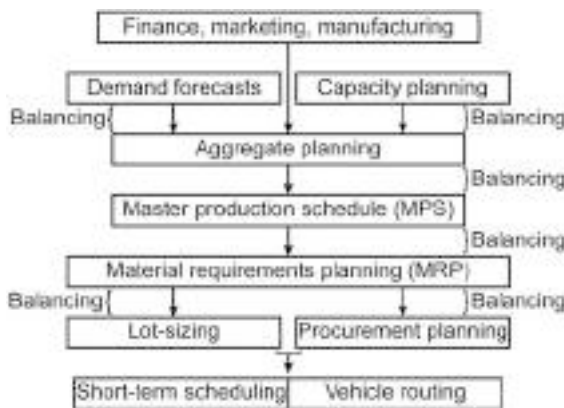 Finance, marketing, manufacturing
Demand forecasts
Capacity planning
Balancing
Balancing
Aggregate planning
Balancing
Master production schedule (MPS)
Balancing
Material requirements planning (MRP)
Balancing
Balancing
Lot-sizing
Procurement planning
Short-term scheduling
Vehicle routing